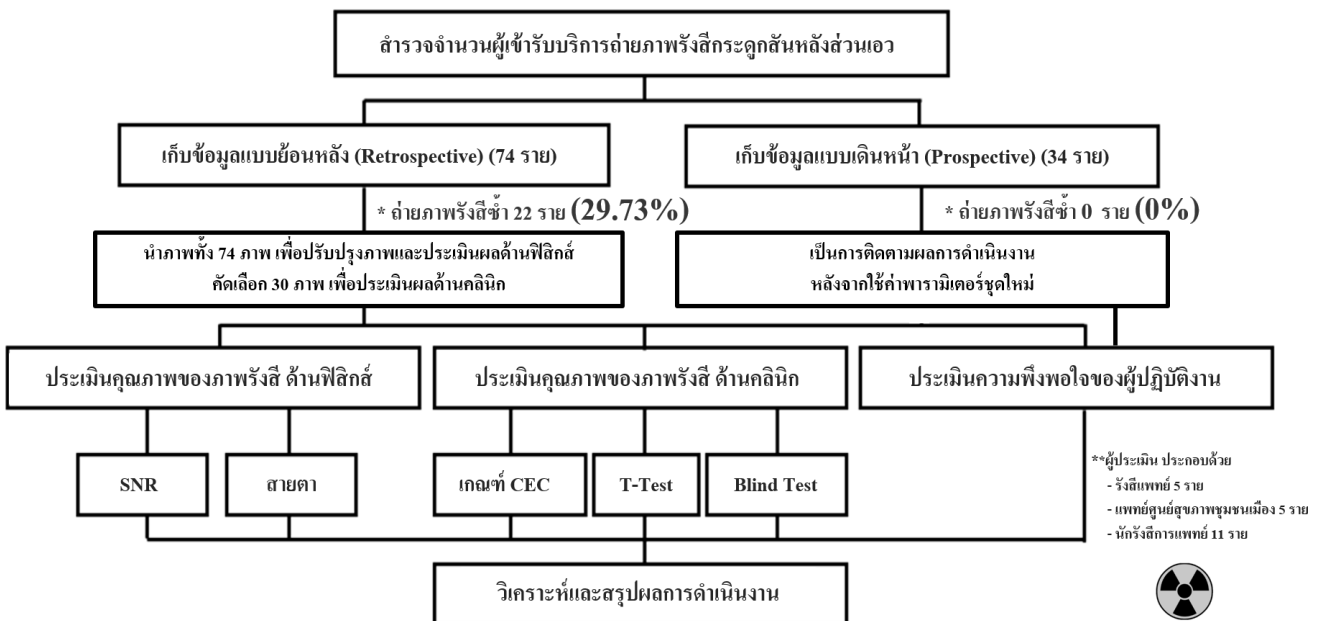 สำรวจจำนวนผู้เข้ารับบริการถ่ายภาพรังสีกระดูกสันหลังส่วนเอว
เก็บข้อมูลแบบย้อนหลัง (Retrospective) (74 ราย)
เก็บข้อมูลแบบเดินหน้า (Prospective) (34 ราย)
* ถ่ายภาพรังสีซ้ำ 22 ราย (29.73%)
* ถ่ายภาพรังสีซ้ำ 0 ราย (0%)
นำภาพทั้ง 74 ภาพ เพื่อปรับปรุงภาพและประเมินผลด้านฟิสิกส์
คัดเลือก 30 ภาพ เพื่อประเมินผลด้านคลินิก
เป็นการติดตามผลการดำเนินงาน
หลังจากใช้ค่าพารามิเตอร์ชุดใหม่
ประเมินคุณภาพของภาพรังสี ด้านฟิสิกส์
ประเมินคุณภาพของภาพรังสี ด้านคลินิก
ประเมินความพึงพอใจของผู้ปฏิบัติงาน
SNR
สายตา
เกณฑ์ CEC
T-Test
Blind Test
**ผู้ประเมิน ประกอบด้วย
- รังสีแพทย์ 5 ราย
- แพทย์ศูนย์สุขภาพชุมชนเมือง 5 ราย
- นักรังสีการแพทย์ 11 ราย
วิเคราะห์และสรุปผลการดำเนินงาน